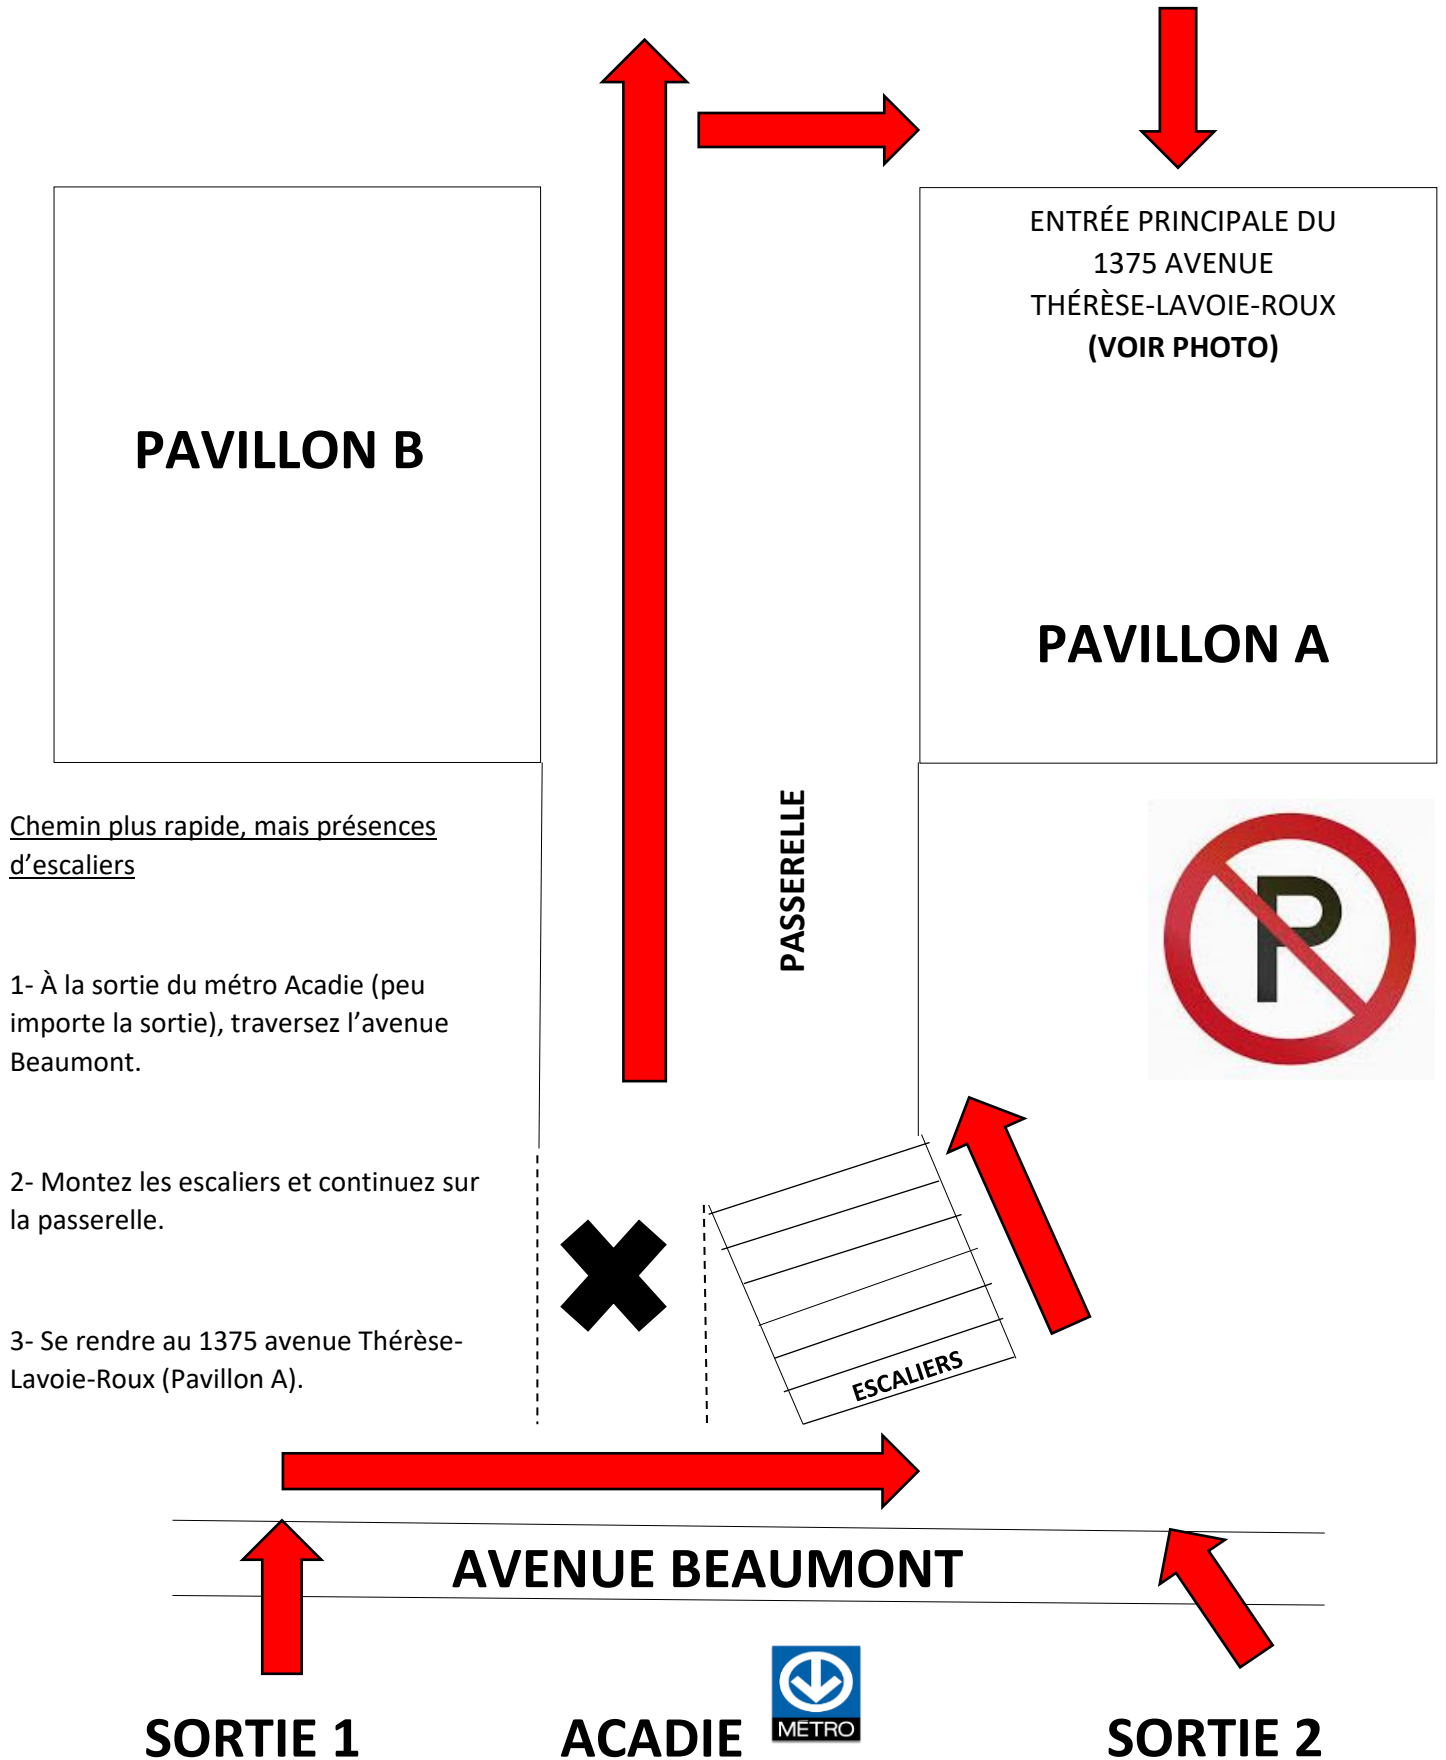 ENTRÉE PRINCIPALE DU
1375 AVENUE
THÉRÈSE-LAVOIE-ROUX
(VOIR PHOTO)
PAVILLON B
PAVILLON A
PASSERELLE
Chemin plus rapide, mais présences
d’escaliers
P
1- À la sortie du métro Acadie (peu
importe la sortie), traversez l’avenue
Beaumont.
2- Montez les escaliers et continuez sur
la passerelle.
3- Se rendre au 1375 avenue Thérèse-
Lavoie-Roux (Pavillon A).
ESCALIERS
AVENUE BEAUMONT
SORTIE 1
ACADIE
MÉTRO
SORTIE 2